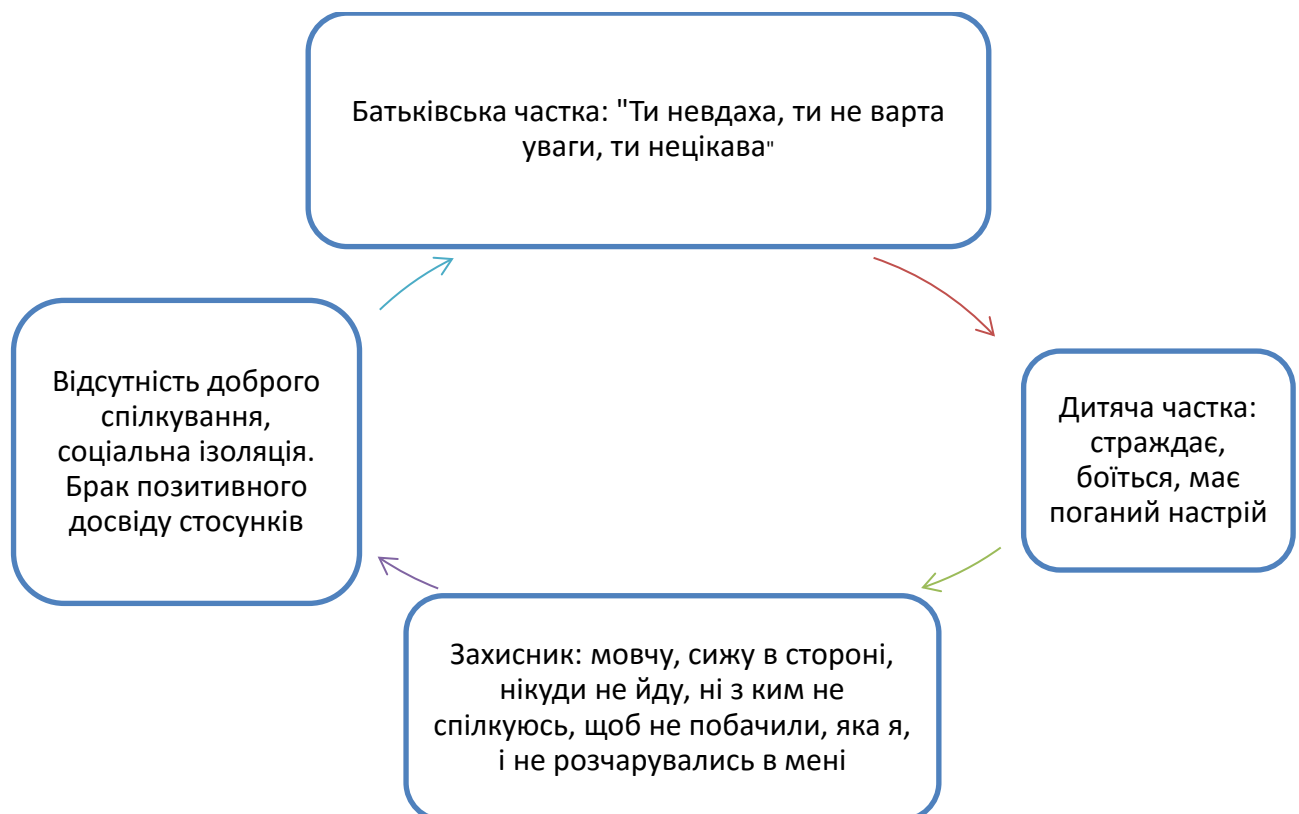 Батьківська частка: "Ти невдаха, ти не варта
уваги, ти нецікава"
Дитяча частка:
страждає,
боїться, має
поганий настрій
Захисник: мовчу, сижу в стороні,
нікуди не йду, ні з ким не
спілкуюсь, щоб не побачили, яка я,
і не розчарувались в мені
Відсутність доброго
спілкування,
соціальна ізоляція.
Брак позитивного
досвіду стосунків